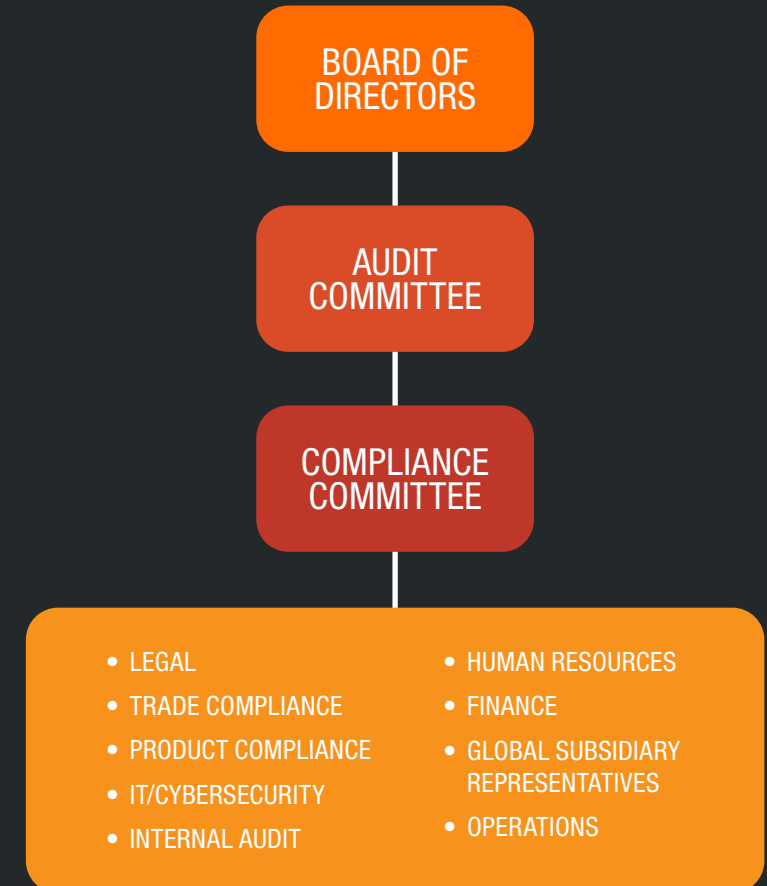 BOARD OF
DIRECTORS
AUDIT
COMMITTEE
COMPLIANCE
COMMITTEE
• LEGAL
• TRADE COMPLIANCE
• PRODUCT COMPLIANCE
• IT/CYBERSECURITY
• INTERNAL AUDIT
• HUMAN RESOURCES
• FINANCE
• GLOBAL SUBSIDIARY
REPRESENTATIVES
• OPERATIONS